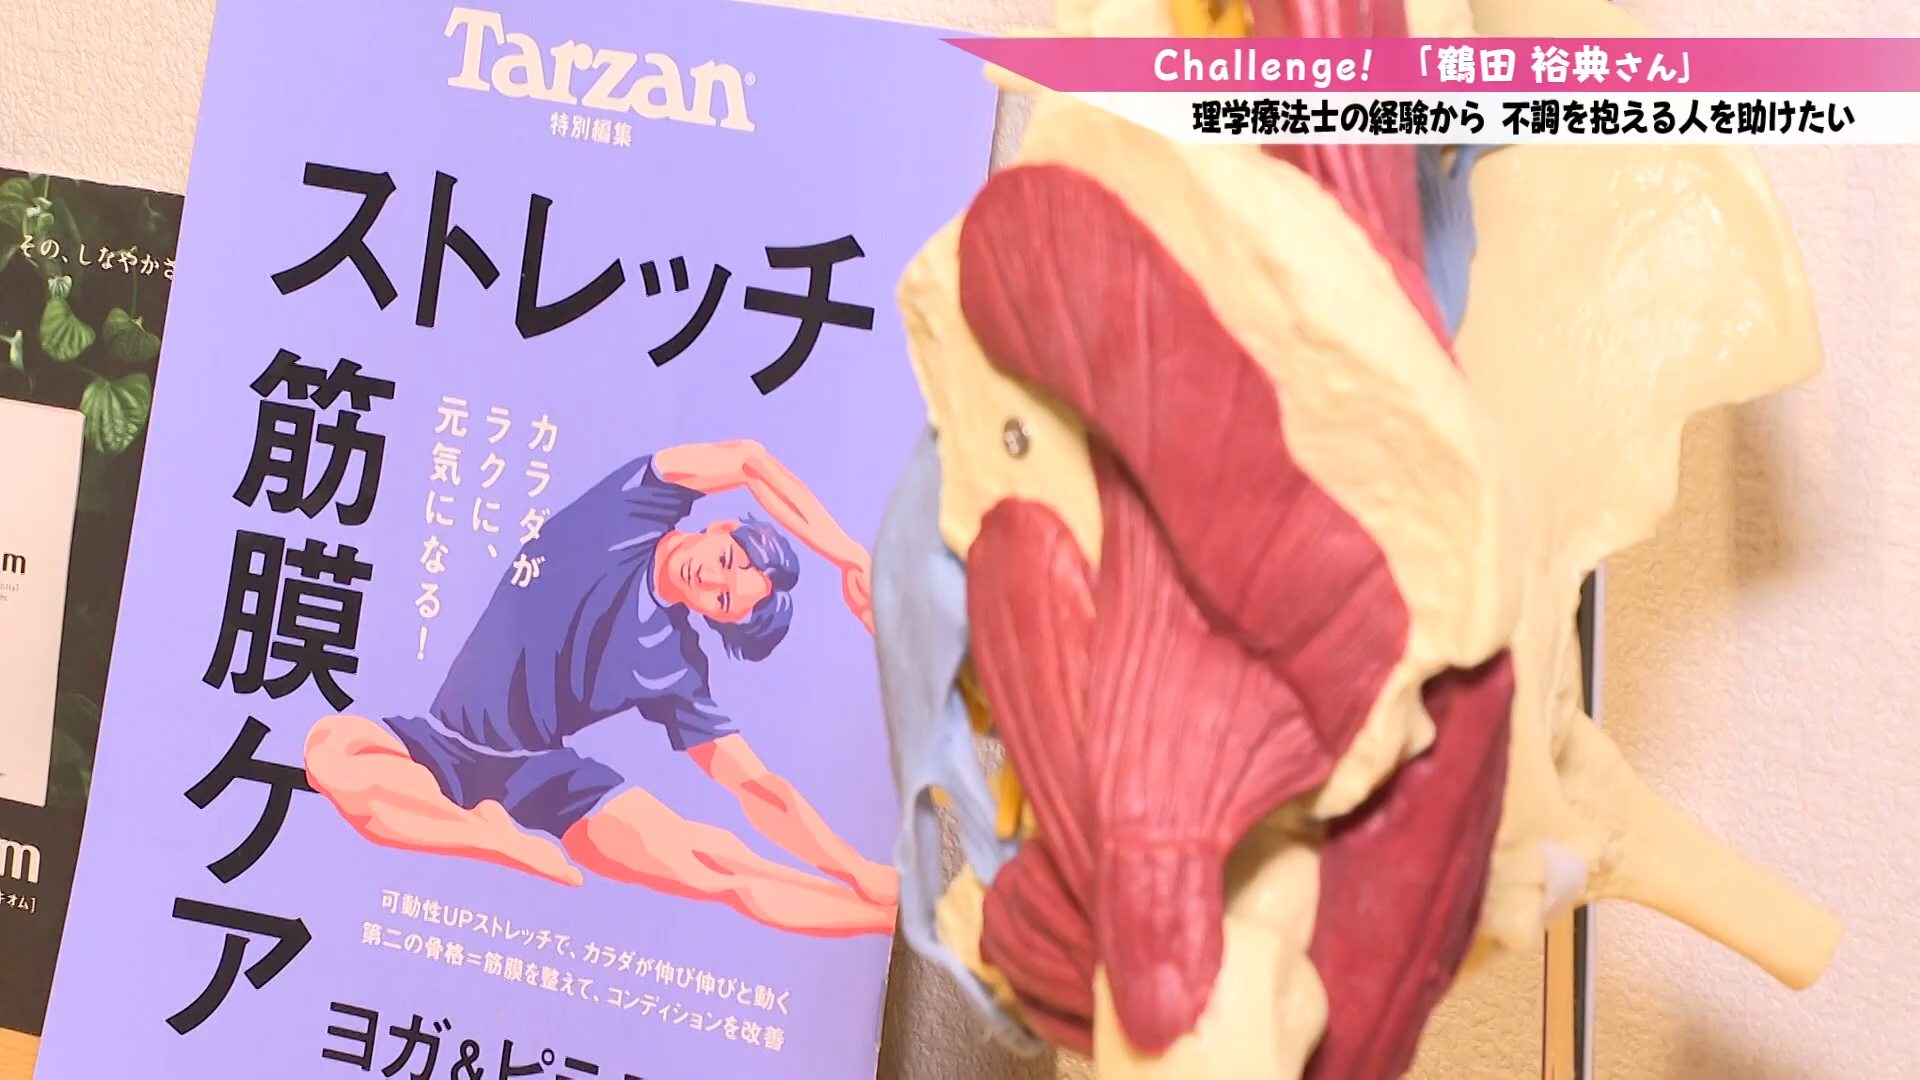 Challenge! 「鶴田 裕典さん」
理学療法士の経験から 不調を抱える人を助けたい
Tarzan
特別編集
ストレッチ
筋膜ケア
カラダが
ラクに、
元気になる!
可動性UPストレッチで、カラダが伸び伸びと動く
第二の骨格=筋膜を整えて、コンディションを改善
ヨガ&ピラ
その、しなやかさ
m
m